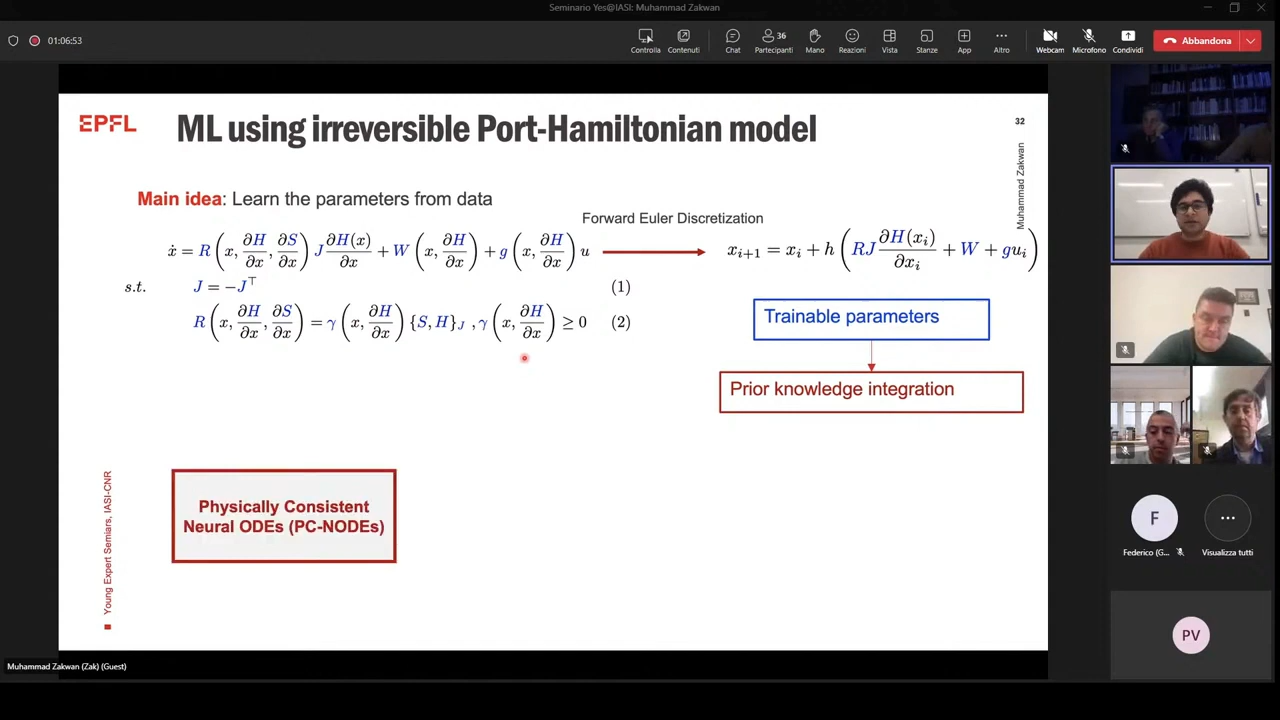 Seminario Yes@IASI: Muhammad Zakwan
01:06:53
Controlla
Contenuti
Chat
36
Partecipanti
Mano
Reazioni
Vista
Stanze
App
Altro
Webcam
Microfono
Condividi
Abbandona
EPFL
ML using irreversible Port-Hamiltonian model
32
Muhammad Zakwan
Main idea: Learn the parameters from data
Forward Euler Discretization
ẋ = R(x, ∂H/∂x, ∂S/∂x) J ∂H(x)/∂x + W(x, ∂H/∂x) + g(x, ∂H/∂x) u
x_{i+1} = x_i + h(RJ ∂H(x_i)/∂x_i + W + gu_i)
s.t. J = −J^⊤ (1)
R(x, ∂H/∂x, ∂S/∂x) = γ(x, ∂H/∂x) {S, H}_J , γ(x, ∂H/∂x) ≥ 0 (2)
Trainable parameters
Prior knowledge integration
Physically Consistent
Neural ODEs (PC-NODEs)
Young Expert Semiars, IASI-CNR
F
Federico (G...
Visualizza tutti
PV
Muhammad Zakwan (Zak) (Guest)